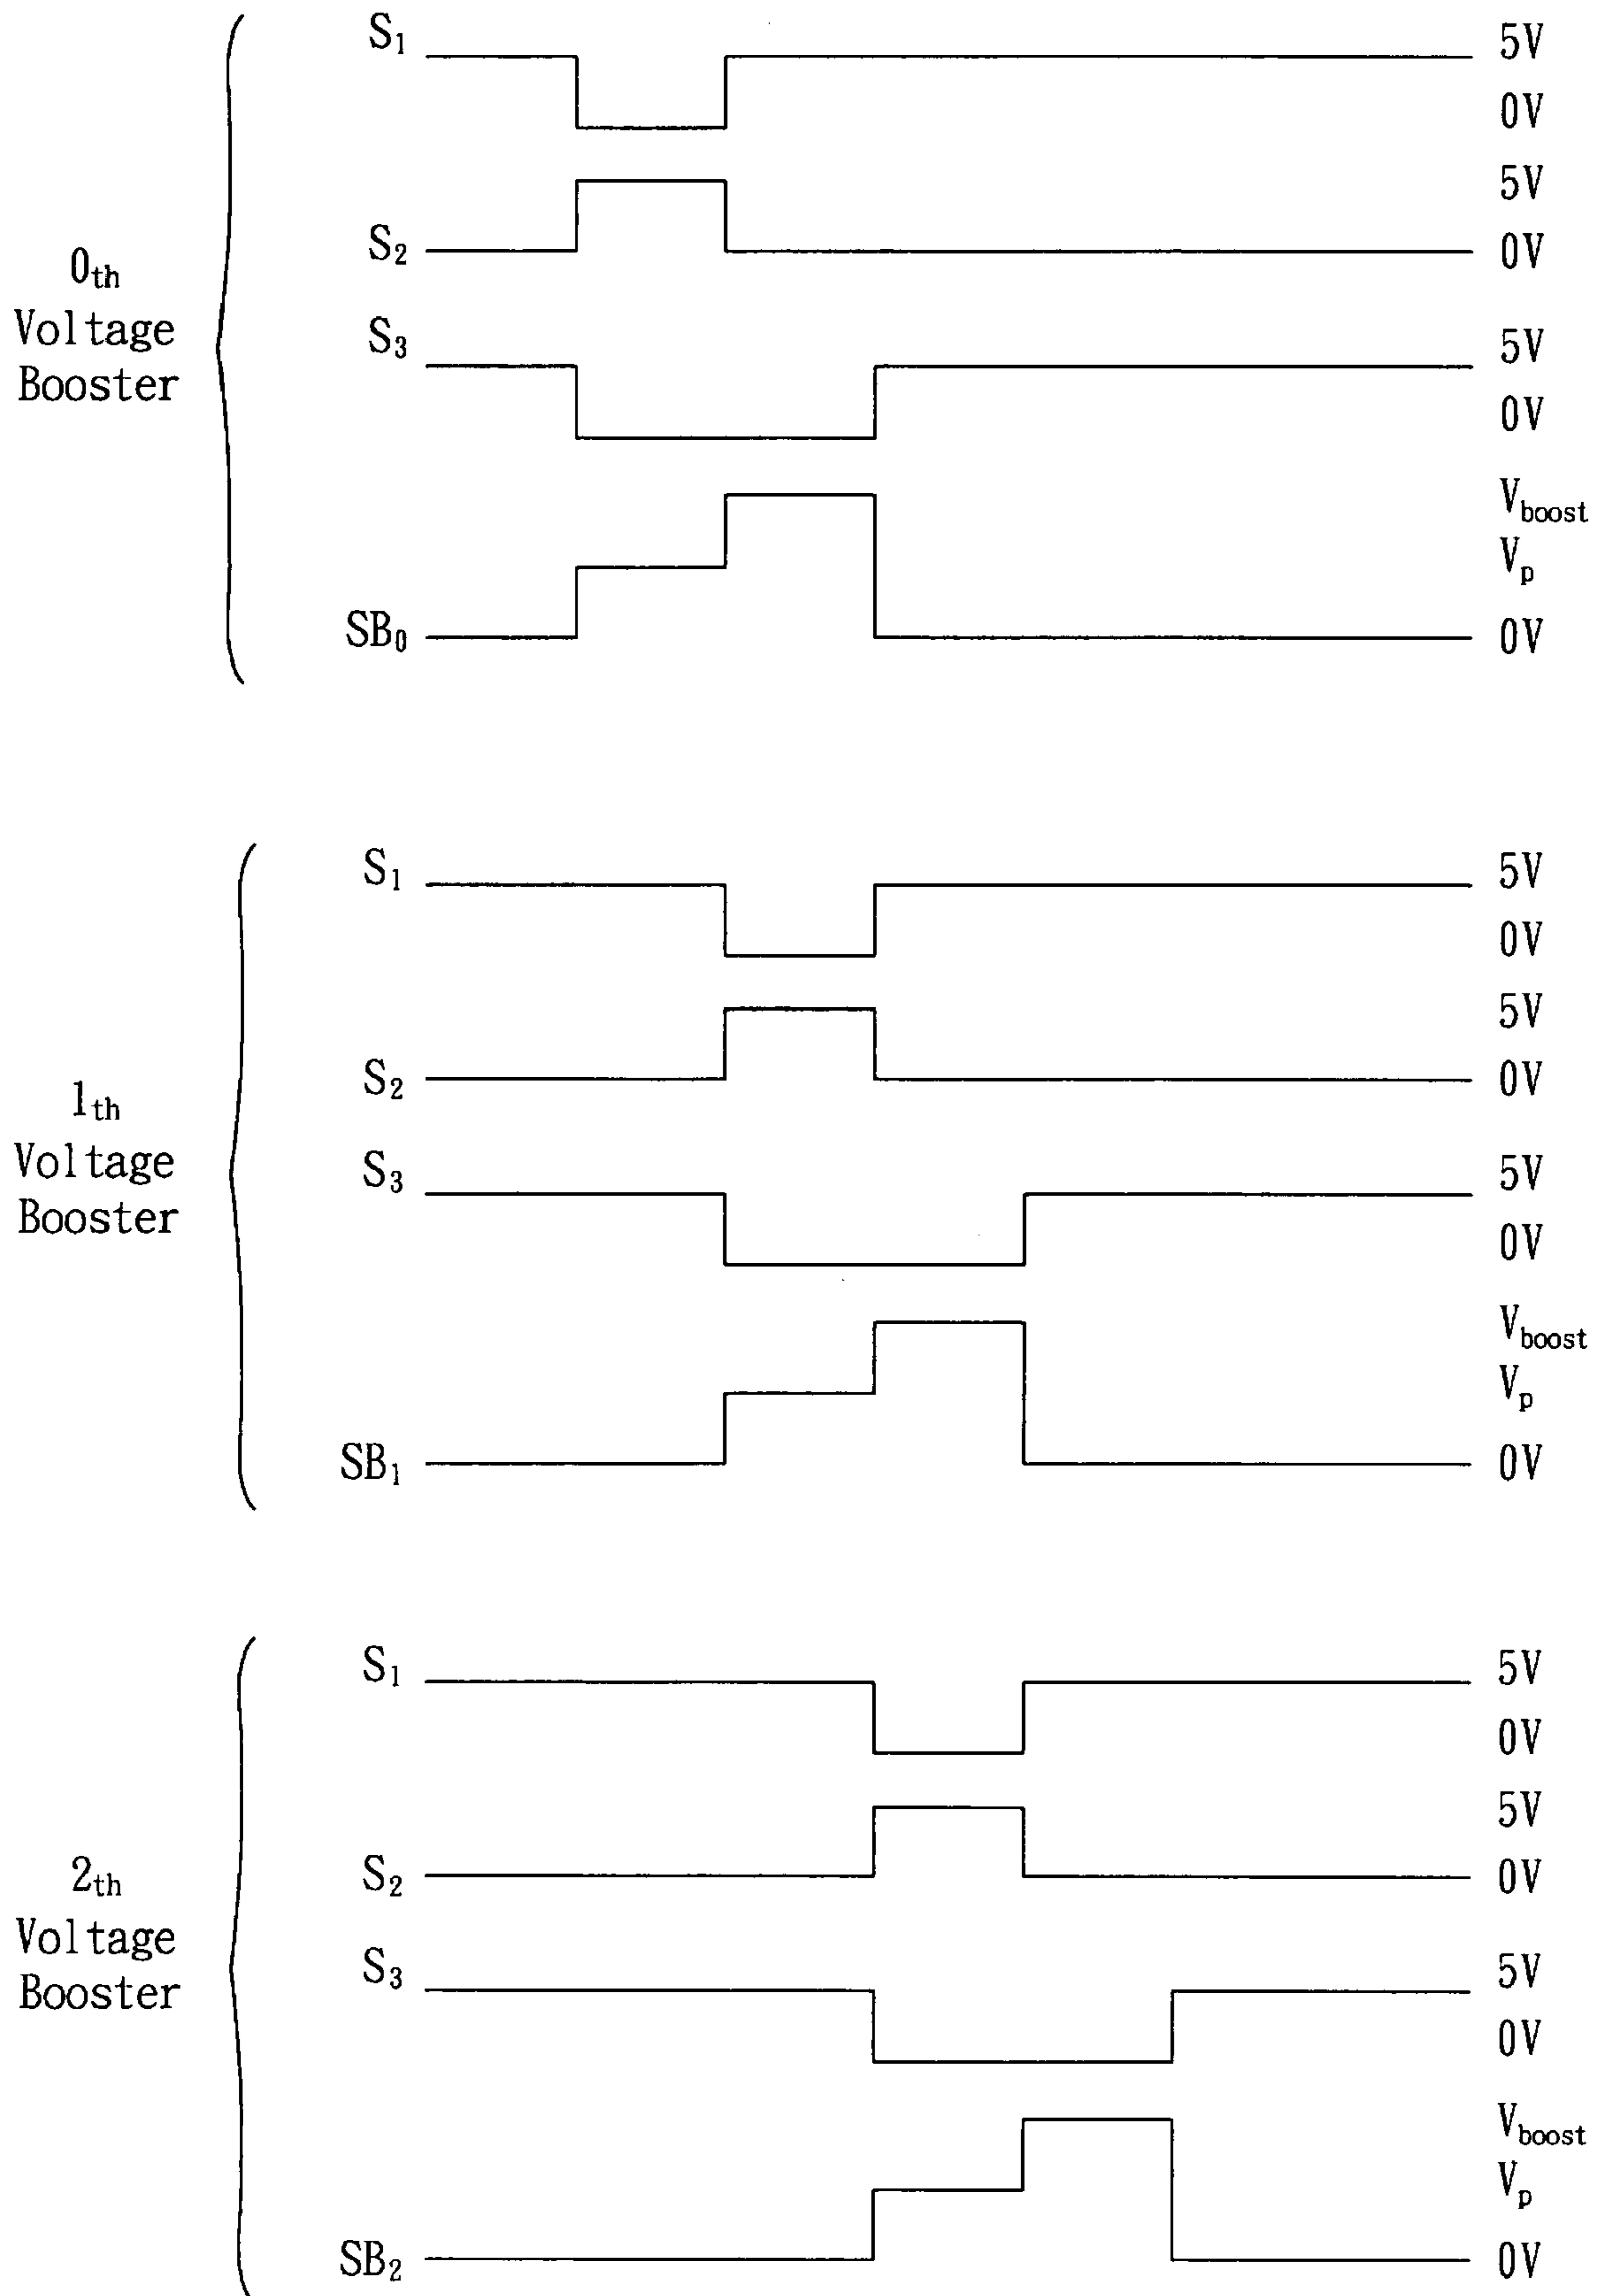 S₁ 5V
0V
5V
S₂ 0V
0th
Voltage
Booster
S₃ 5V
0V
Vboost
Vp
SB₀ 0V
S₁ 5V
0V
5V
S₂ 0V
1th
Voltage
Booster
S₃ 5V
0V
Vboost
Vp
SB₁ 0V
S₁ 5V
0V
5V
S₂ 0V
2th
Voltage
Booster
S₃ 5V
0V
Vboost
Vp
SB₂ 0V